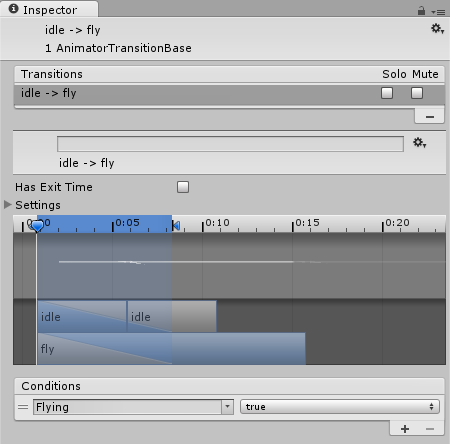 Inspector
idle -> fly
1 AnimatorTransitionBase
Transitions Solo Mute
idle -> fly
idle -> fly
Has Exit Time
Settings
0:00 0:05 0:10 0:15 0:20
idle idle
fly
Conditions
Flying true